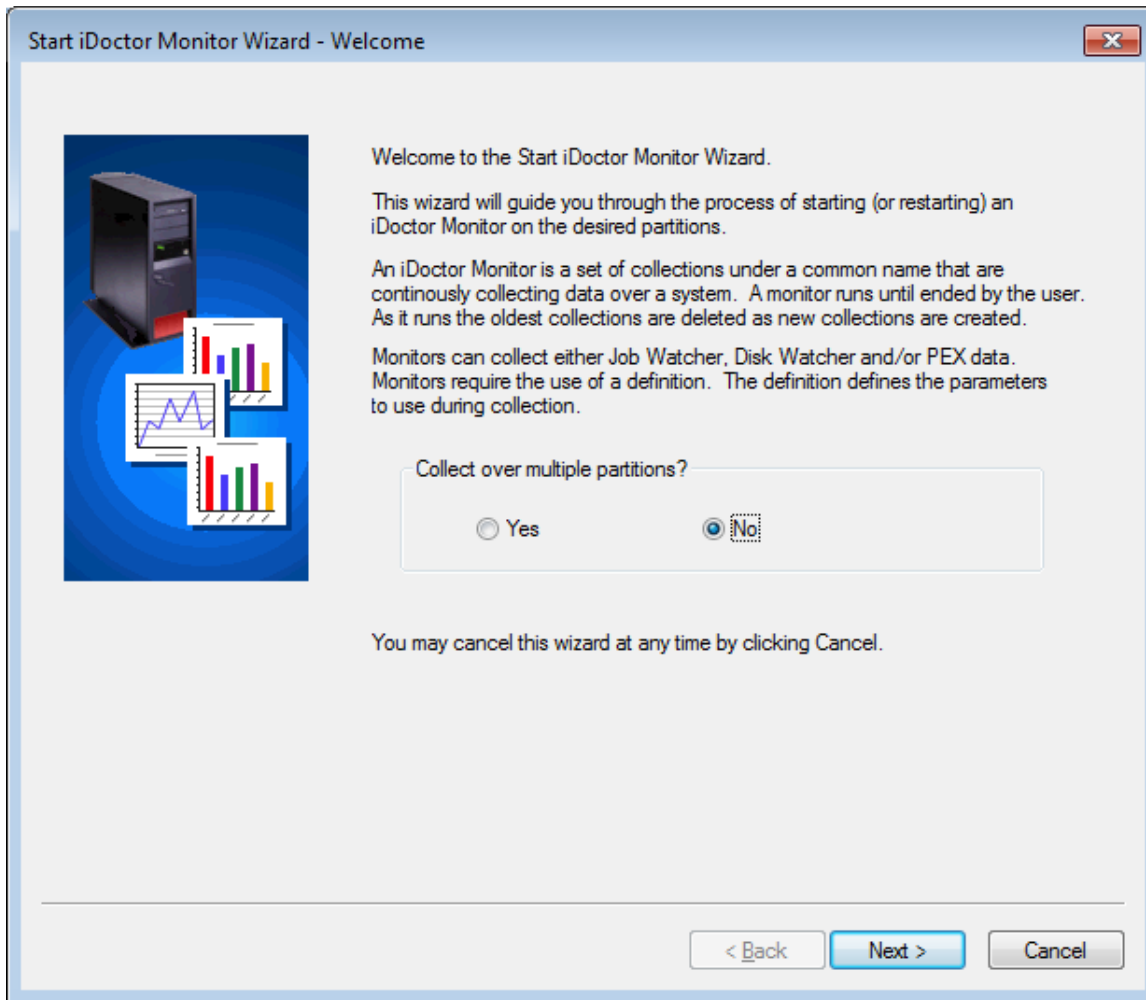 Start iDoctor Monitor Wizard - Welcome
Welcome to the Start iDoctor Monitor Wizard.
This wizard will guide you through the process of starting (or restarting) an
iDoctor Monitor on the desired partitions.
An iDoctor Monitor is a set of collections under a common name that are
continously collecting data over a system.  A monitor runs until ended by the user.
As it runs the oldest collections are deleted as new collections are created.
Monitors can collect either Job Watcher, Disk Watcher and/or PEX data.
Monitors require the use of a definition.  The definition defines the parameters
to use during collection.
Collect over multiple partitions?
Yes
No
You may cancel this wizard at any time by clicking Cancel.
< Back
Next >
Cancel